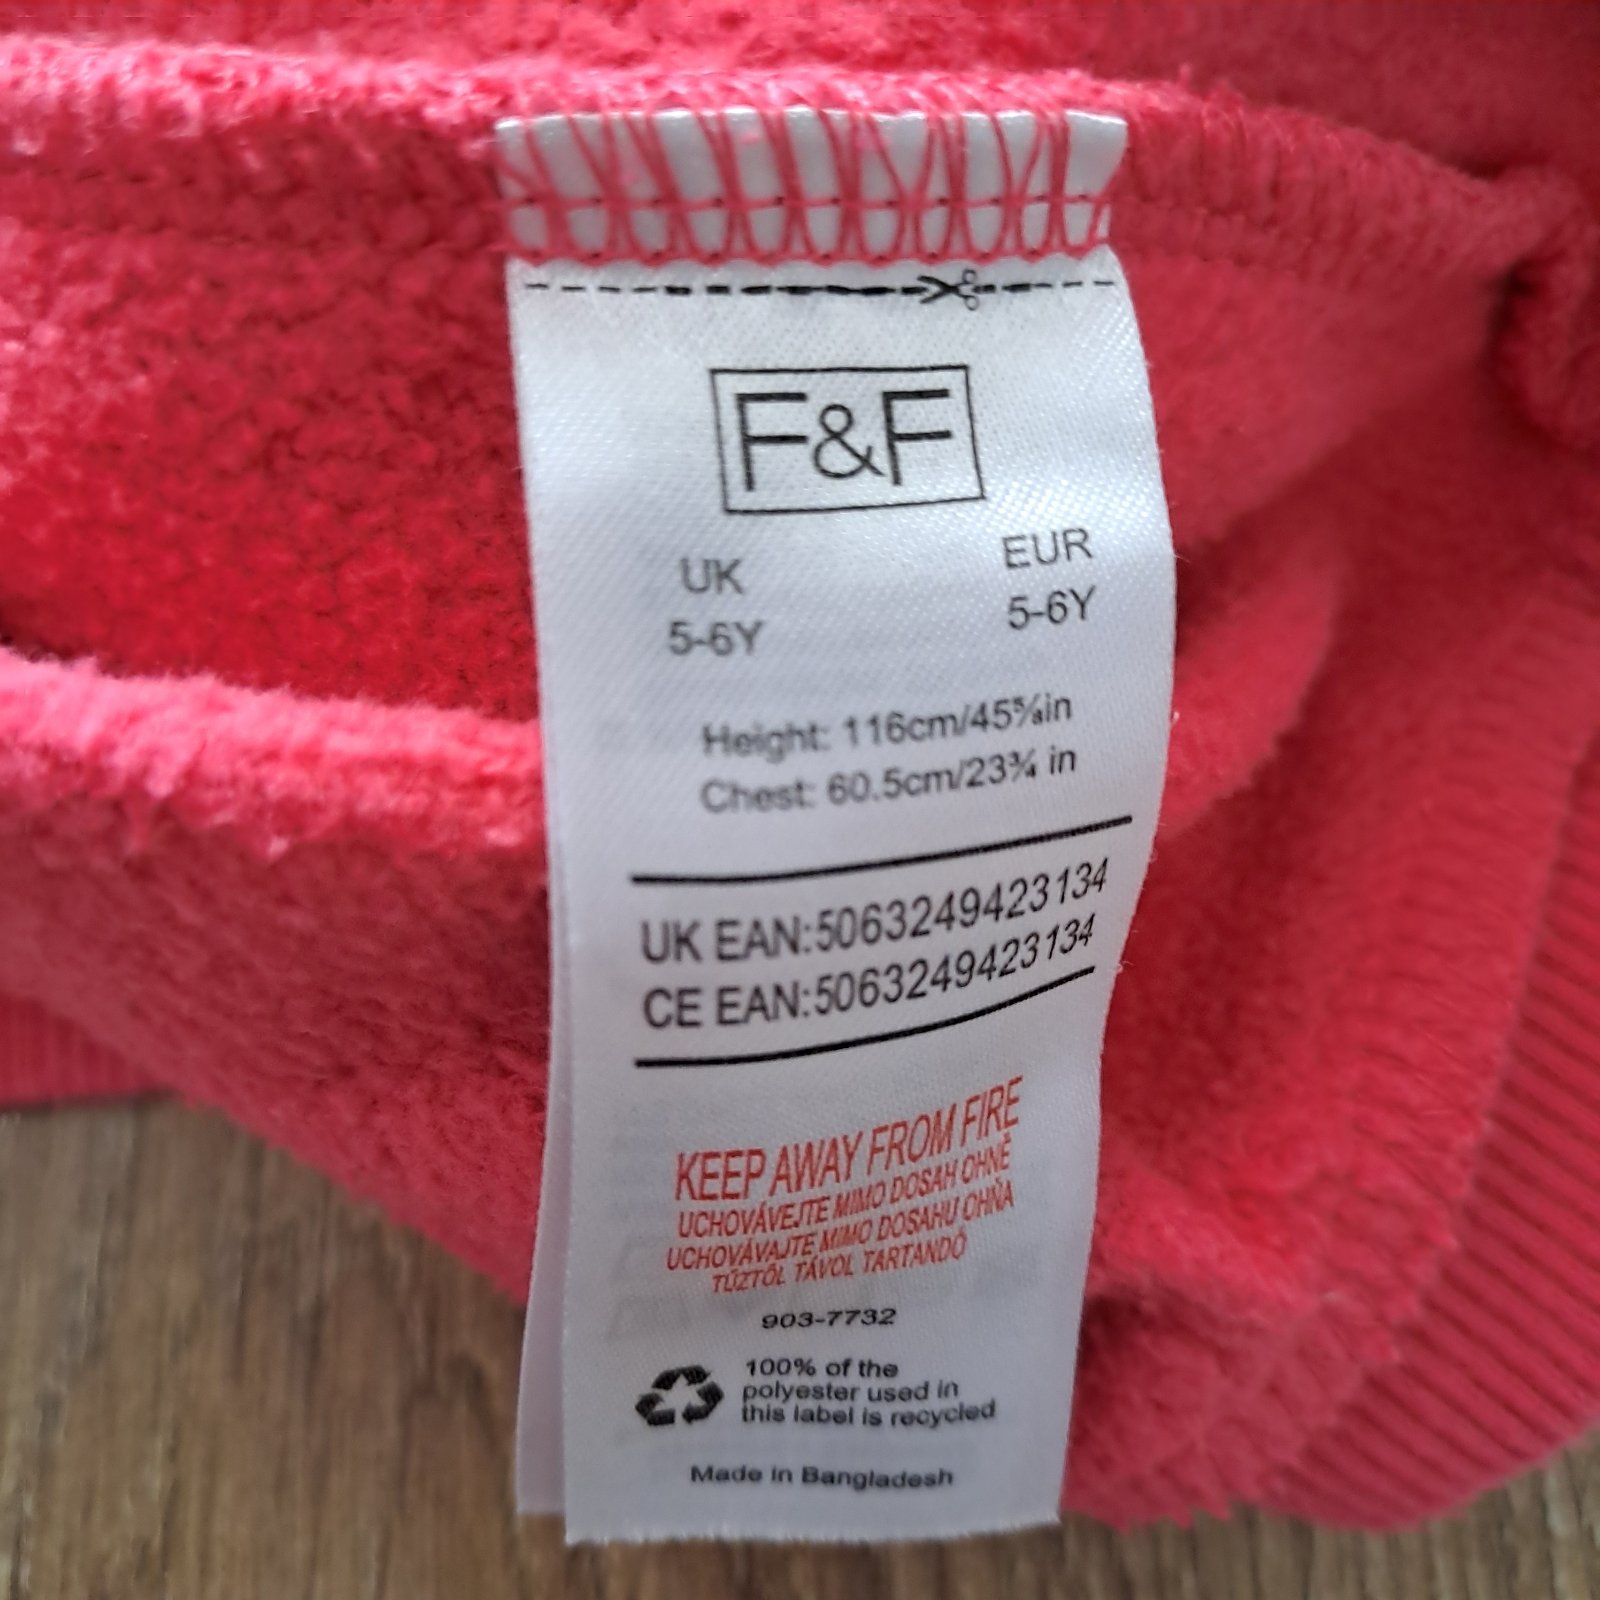 F&F
UK EUR
5-6Y 5-6Y
Height: 116cm/45⅝in
Chest: 60.5cm/23¾ in
UK EAN:5063249423134
CE EAN:5063249423134
KEEP AWAY FROM FIRE
UCHOVÁVEJTE MIMO DOSAH OHNĚ
UCHOVÁVAJTE MIMO DOSAHU OHŇA
TŰZTŐL TÁVOL TARTANDÓ
903-7732
100% of the
polyester used in
this label is recycled
Made in Bangladesh